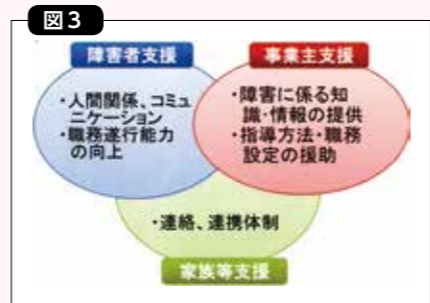 図3
障害者支援
・人間関係、コミュ
ニケーション
・職務遂行能力
の向上
事業主支援
・障害に係る知
識・情報の提供
・指導方法・職務
設定の援助
・連絡、連携体制
家族等支援